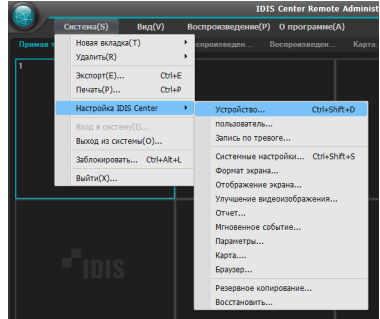 IDIS Center Remote Administ
Система(S) Вид(V) Воспроизведение(P) О программе(A)
Прямая т
спроизведен... Воспроизведен... Карта.
1
Новая вкладка(T)
Удалить(R)
Экспорт(E)... Ctrl+E
Печать(P)... Ctrl+P
Настройка IDIS Center
Вход в систему(I)...
Выход из системы(O)...
Заблокировать... Ctrl+Alt+L
Выйти(X)...
Устройство... Ctrl+Shift+D
пользователь...
Запись по тревоге...
Системные настройки... Ctrl+Shift+S
Формат экрана...
Отображение экрана...
Улучшение видеоизображения...
Отчет...
Мгновенное событие...
Параметры...
Карта....
Браузер...
Резервное копирование...
Восстановить...
IDIS